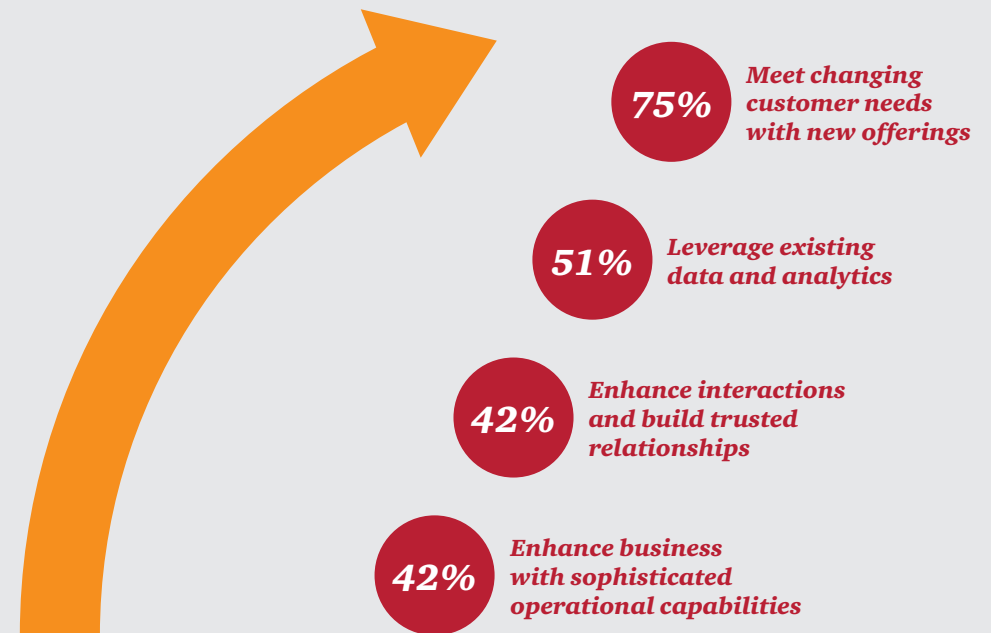 75%
Meet changing
customer needs
with new offerings
51%
Leverage existing
data and analytics
42%
Enhance interactions
and build trusted
relationships
42%
Enhance business
with sophisticated
operational capabilities